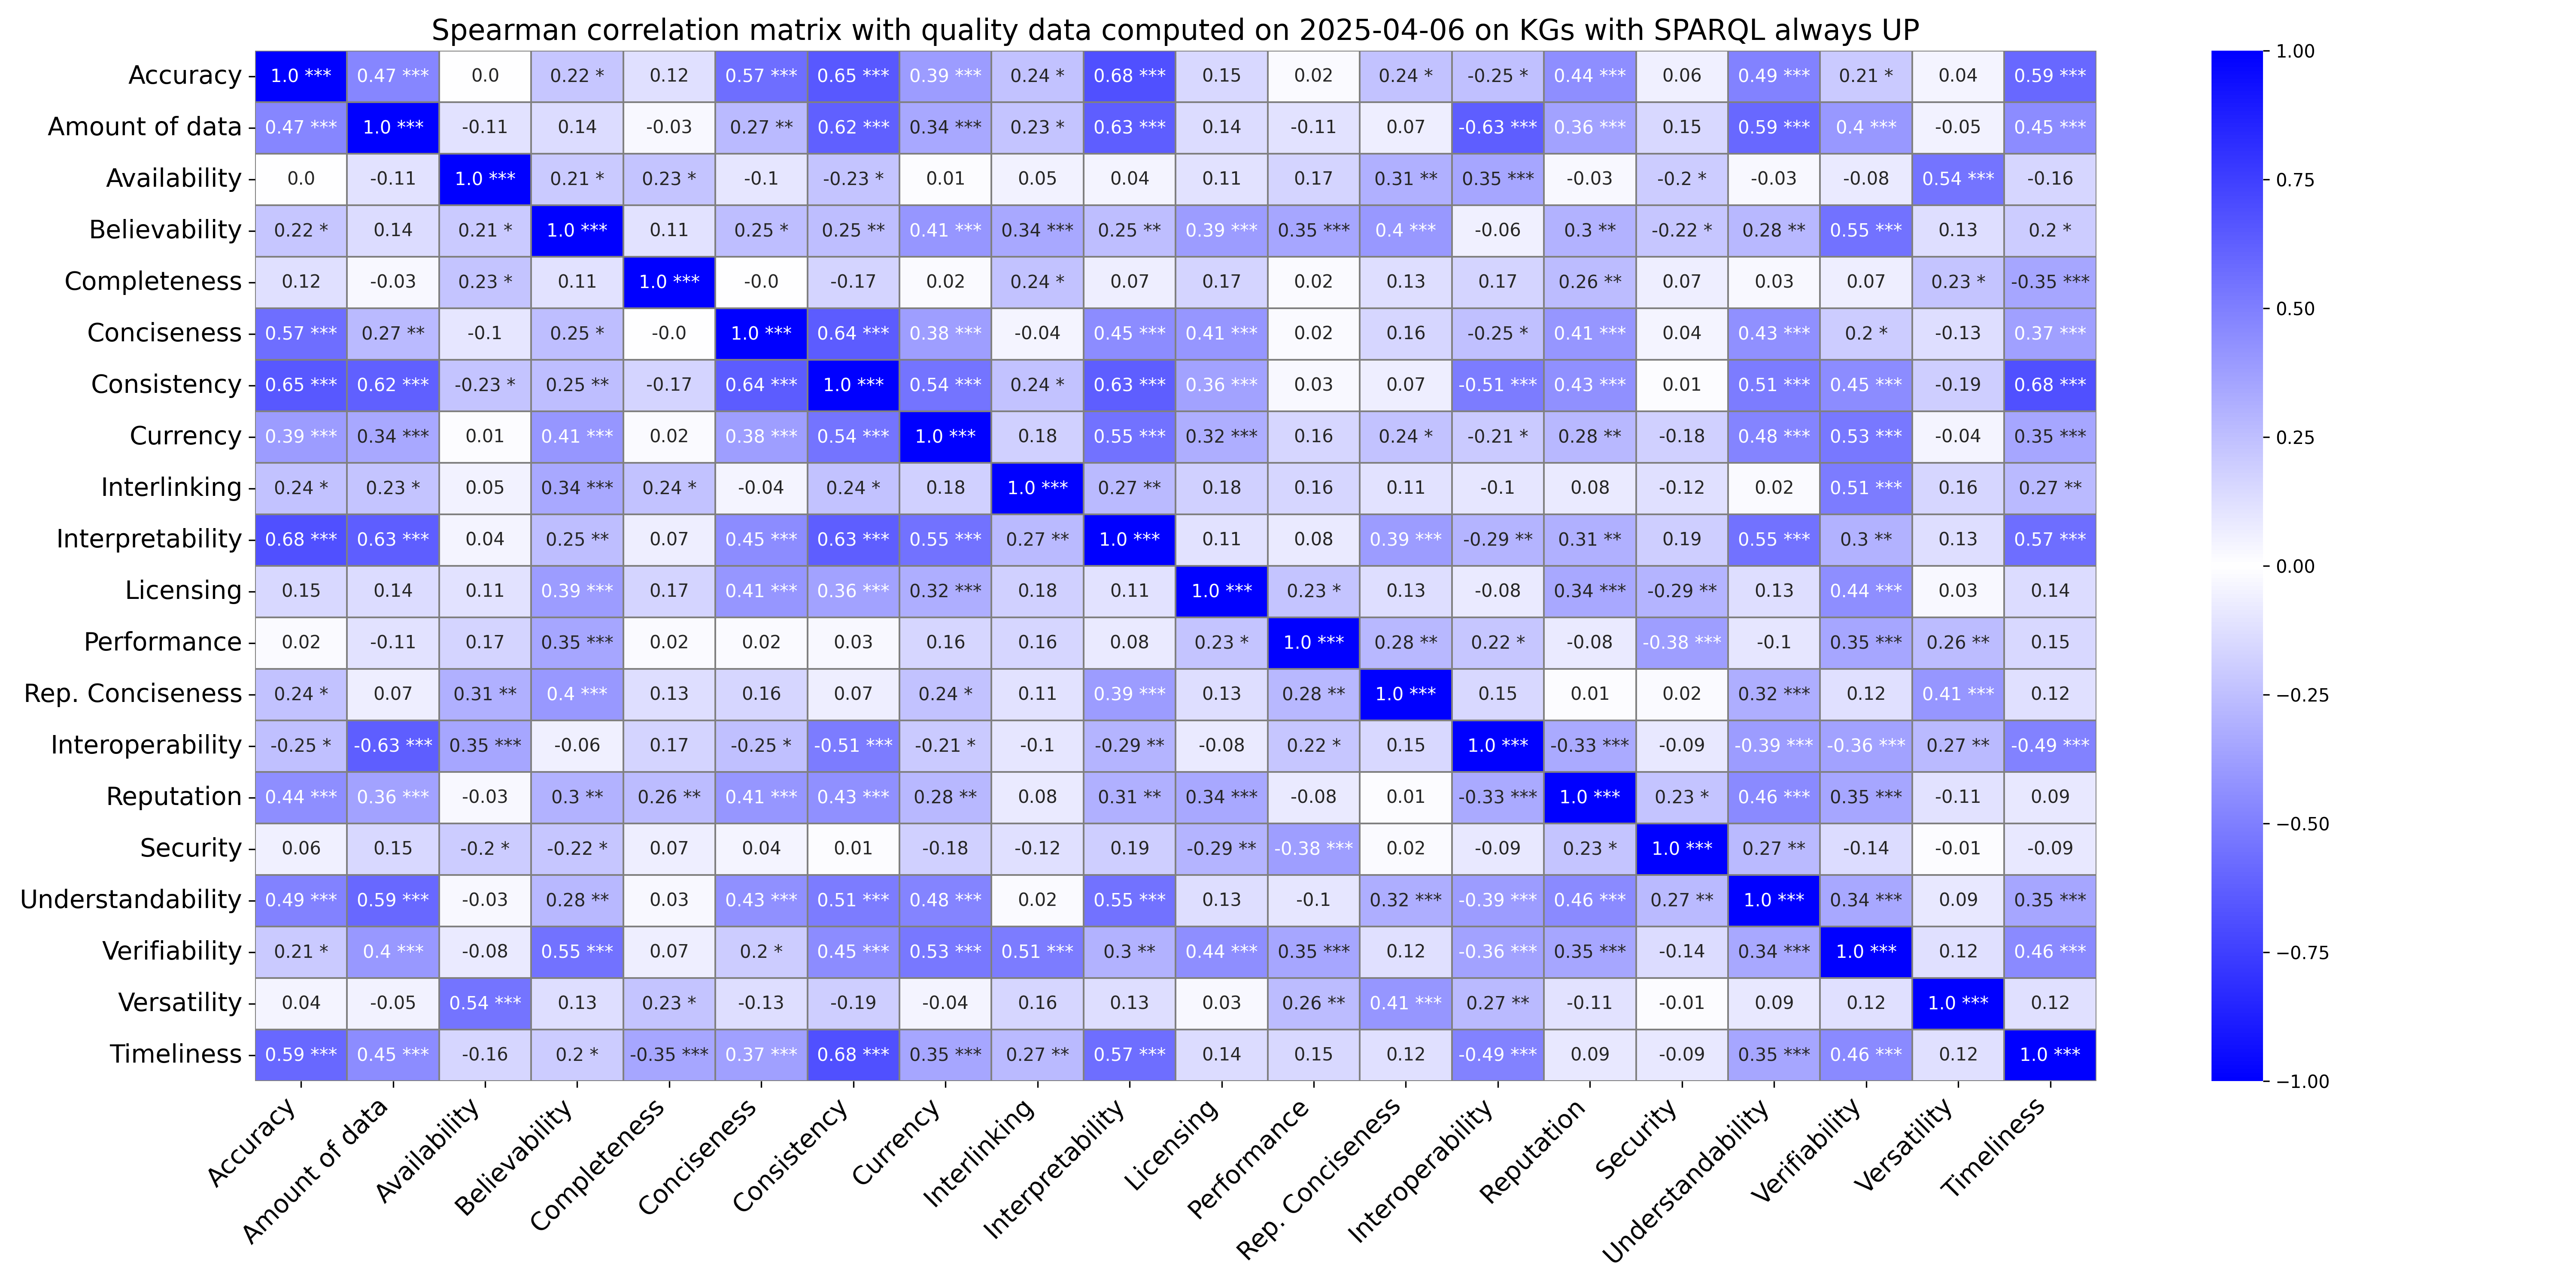 Spearman correlation matrix with quality data computed on 2025-04-06 on KGs with SPARQL always UP
Accuracy 1.0 *** 0.47 *** 0.0 0.22 * 0.12 0.57 *** 0.65 *** 0.39 *** 0.24 * 0.68 *** 0.15 0.02 0.24 * -0.25 * 0.44 *** 0.06 0.49 *** 0.21 * 0.04 0.59 ***
Amount of data 0.47 *** 1.0 *** -0.11 0.14 -0.03 0.27 ** 0.62 *** 0.34 *** 0.23 * 0.63 *** 0.14 -0.11 0.07 -0.63 *** 0.36 *** 0.15 0.59 *** 0.4 *** -0.05 0.45 ***
Availability 0.0 -0.11 1.0 *** 0.21 * 0.23 * -0.1 -0.23 * 0.01 0.05 0.04 0.11 0.17 0.31 ** 0.35 *** -0.03 -0.2 * -0.03 -0.08 0.54 *** -0.16
Believability 0.22 * 0.14 0.21 * 1.0 *** 0.11 0.25 * 0.25 ** 0.41 *** 0.34 *** 0.25 ** 0.39 *** 0.35 *** 0.4 *** -0.06 0.3 ** -0.22 * 0.28 ** 0.55 *** 0.13 0.2 *
Completeness 0.12 -0.03 0.23 * 0.11 1.0 *** -0.0 -0.17 0.02 0.24 * 0.07 0.17 0.02 0.13 0.17 0.26 ** 0.07 0.03 0.07 0.23 * -0.35 ***
Conciseness 0.57 *** 0.27 ** -0.1 0.25 * -0.0 1.0 *** 0.64 *** 0.38 *** -0.04 0.45 *** 0.41 *** 0.02 0.16 -0.25 * 0.41 *** 0.04 0.43 *** 0.2 * -0.13 0.37 ***
Consistency 0.65 *** 0.62 *** -0.23 * 0.25 ** -0.17 0.64 *** 1.0 *** 0.54 *** 0.24 * 0.63 *** 0.36 *** 0.03 0.07 -0.51 *** 0.43 *** 0.01 0.51 *** 0.45 *** -0.19 0.68 ***
Currency 0.39 *** 0.34 *** 0.01 0.41 *** 0.02 0.38 *** 0.54 *** 1.0 *** 0.18 0.55 *** 0.32 *** 0.16 0.24 * -0.21 * 0.28 ** -0.18 0.48 *** 0.53 *** -0.04 0.35 ***
Interlinking 0.24 * 0.23 * 0.05 0.34 *** 0.24 * -0.04 0.24 * 0.18 1.0 *** 0.27 ** 0.18 0.16 0.11 -0.1 0.08 -0.12 0.02 0.51 *** 0.16 0.27 **
Interpretability 0.68 *** 0.63 *** 0.04 0.25 ** 0.07 0.45 *** 0.63 *** 0.55 *** 0.27 ** 1.0 *** 0.11 0.08 0.39 *** -0.29 ** 0.31 ** 0.19 0.55 *** 0.3 ** 0.13 0.57 ***
Licensing 0.15 0.14 0.11 0.39 *** 0.17 0.41 *** 0.36 *** 0.32 *** 0.18 0.11 1.0 *** 0.23 * 0.13 -0.08 0.34 *** -0.29 ** 0.13 0.44 *** 0.03 0.14
Performance 0.02 -0.11 0.17 0.35 *** 0.02 0.02 0.03 0.16 0.16 0.08 0.23 * 1.0 *** 0.28 ** 0.22 * -0.08 -0.38 *** -0.1 0.35 *** 0.26 ** 0.15
Rep. Conciseness 0.24 * 0.07 0.31 ** 0.4 *** 0.13 0.16 0.07 0.24 * 0.11 0.39 *** 0.13 0.28 ** 1.0 *** 0.15 0.01 0.02 0.32 *** 0.12 0.41 *** 0.12
Interoperability -0.25 * -0.63 *** 0.35 *** -0.06 0.17 -0.25 * -0.51 *** -0.21 * -0.1 -0.29 ** -0.08 0.22 * 0.15 1.0 *** -0.33 *** -0.09 -0.39 *** -0.36 *** 0.27 ** -0.49 ***
Reputation 0.44 *** 0.36 *** -0.03 0.3 ** 0.26 ** 0.41 *** 0.43 *** 0.28 ** 0.08 0.31 ** 0.34 *** -0.08 0.01 -0.33 *** 1.0 *** 0.23 * 0.46 *** 0.35 *** -0.11 0.09
Security 0.06 0.15 -0.2 * -0.22 * 0.07 0.04 0.01 -0.18 -0.12 0.19 -0.29 ** -0.38 *** 0.02 -0.09 0.23 * 1.0 *** 0.27 ** -0.14 -0.01 -0.09
Understandability 0.49 *** 0.59 *** -0.03 0.28 ** 0.03 0.43 *** 0.51 *** 0.48 *** 0.02 0.55 *** 0.13 -0.1 0.32 *** -0.39 *** 0.46 *** 0.27 ** 1.0 *** 0.34 *** 0.09 0.35 ***
Verifiability 0.21 * 0.4 *** -0.08 0.55 *** 0.07 0.2 * 0.45 *** 0.53 *** 0.51 *** 0.3 ** 0.44 *** 0.35 *** 0.12 -0.36 *** 0.35 *** -0.14 0.34 *** 1.0 *** 0.12 0.46 ***
Versatility 0.04 -0.05 0.54 *** 0.13 0.23 * -0.13 -0.19 -0.04 0.16 0.13 0.03 0.26 ** 0.41 *** 0.27 ** -0.11 -0.01 0.09 0.12 1.0 *** 0.12
Timeliness 0.59 *** 0.45 *** -0.16 0.2 * -0.35 *** 0.37 *** 0.68 *** 0.35 *** 0.27 ** 0.57 *** 0.14 0.15 0.12 -0.49 *** 0.09 -0.09 0.35 *** 0.46 *** 0.12 1.0 ***
Accuracy
Amount of data
Availability
Believability
Completeness
Conciseness
Consistency
Currency
Interlinking
Interpretability
Licensing
Performance
Rep. Conciseness
Interoperability
Reputation
Security
Understandability
Verifiability
Versatility
Timeliness
1.00
0.75
0.50
0.25
0.00
−0.25
−0.50
−0.75
−1.00